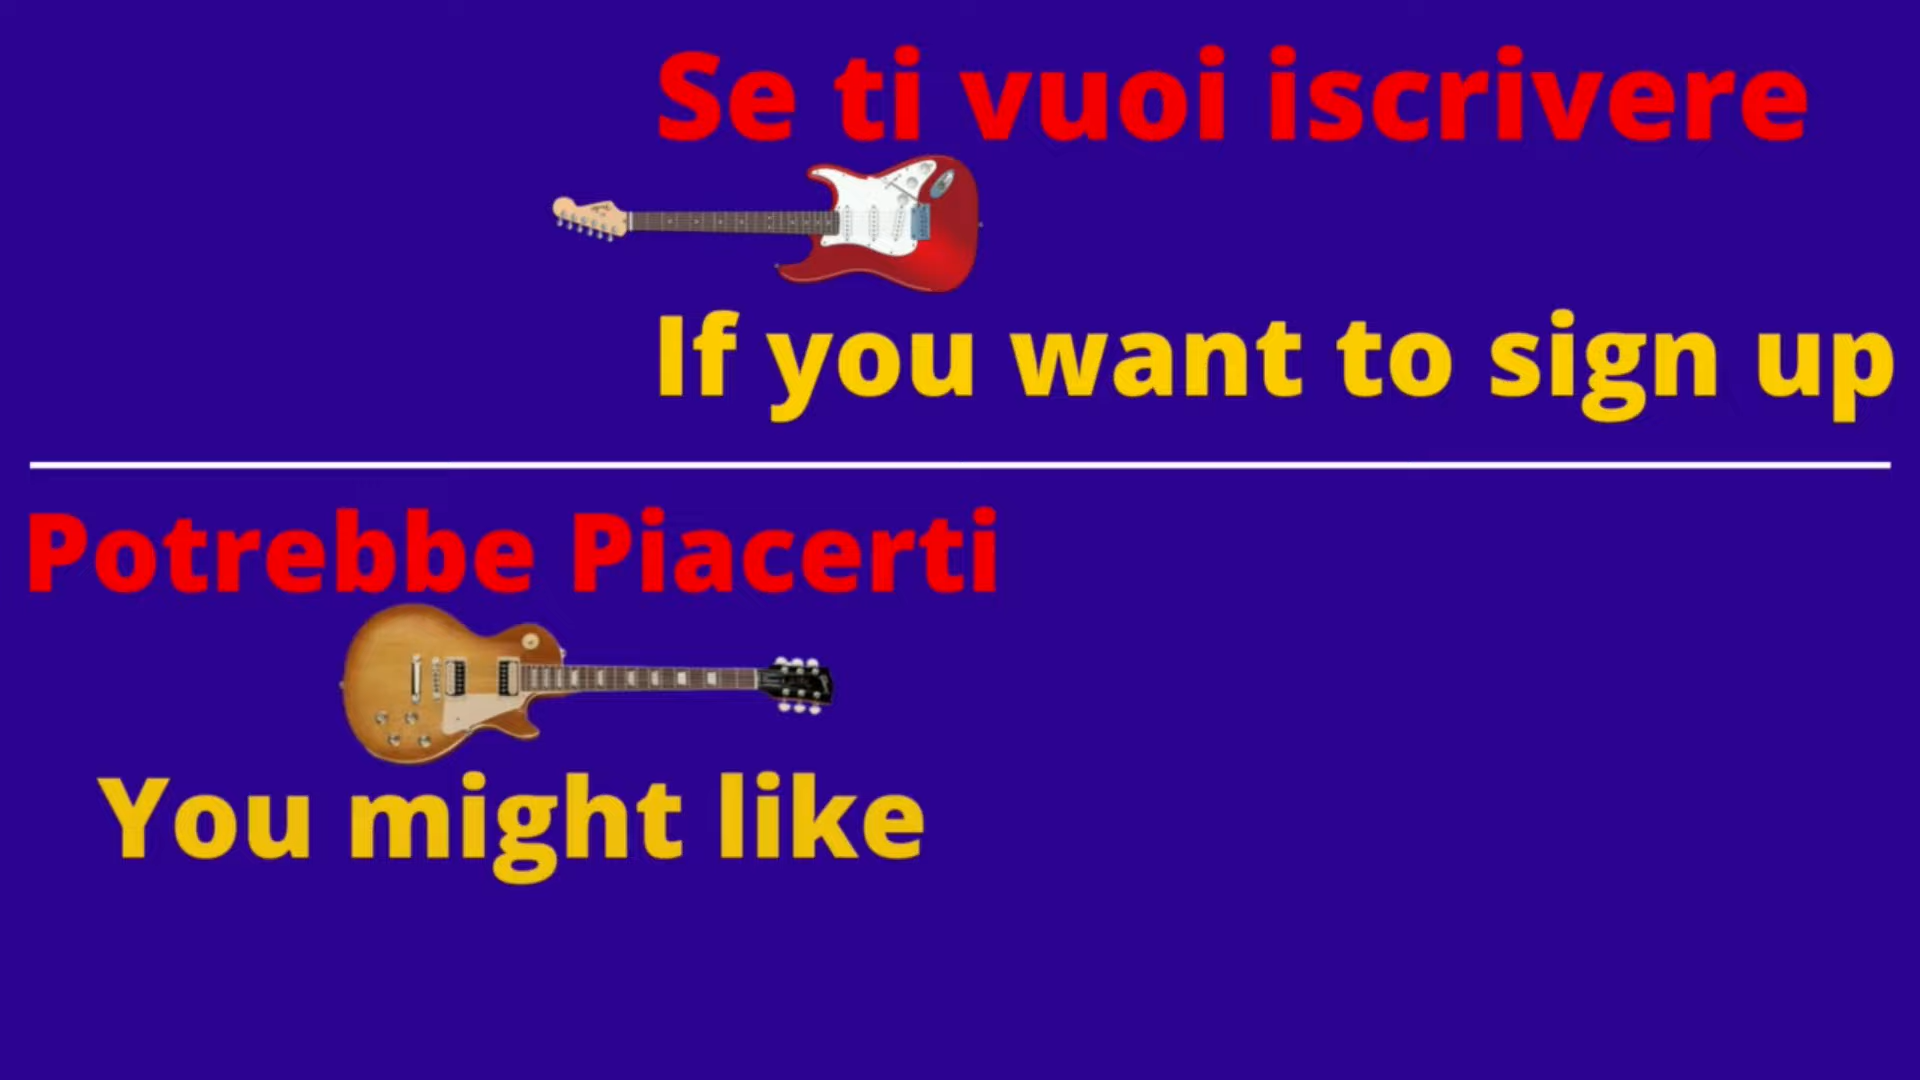 Se ti vuoi iscrivere
If you want to sign up
Potrebbe Piacerti
You might like